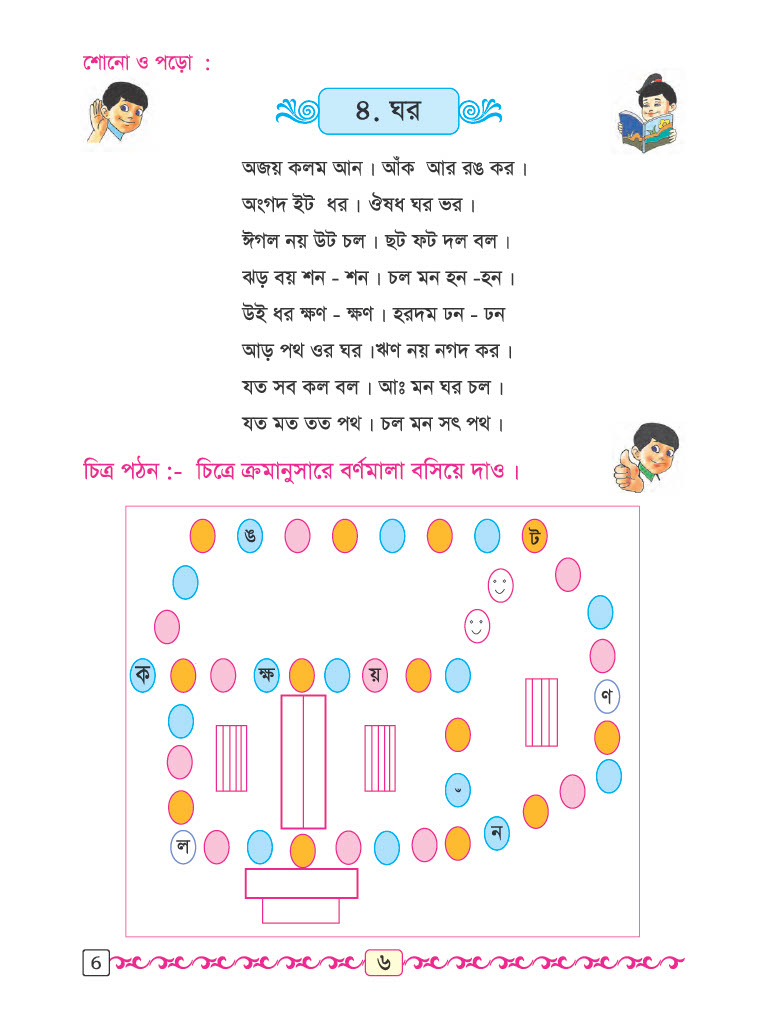 শোনো ও পড়ো :
৪. ঘর
অজয় কলম আন । আঁক আর রঙ কর ।
অংগদ ইট ধর । ঔষধ ঘর ভর ।
ঈগল নয় উট চল । ছট ফট দল বল ।
ঝড় বয় শন - শন । চল মন হন -হন ।
উই ধর ক্ষণ - ক্ষণ । হরদম ঢন - ঢন
আড় পথ ওর ঘর ।ঋণ নয় নগদ কর ।
যত সব কল বল । আঃ মন ঘর চল ।
যত মত তত পথ । চল মন সৎ পথ ।
চিত্র পঠন :- চিত্রে ক্রমানুসারে বর্ণমালা বসিয়ে দাও ।
ঙ ট
ক ক্ষ য়
ণ
ন
ল
6 ৬